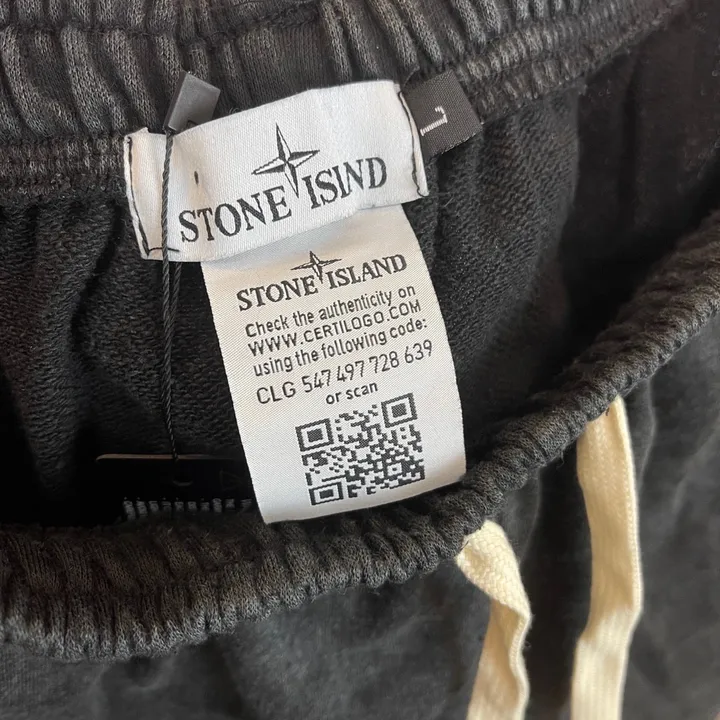 L
STONE ISIND
STONE ISLAND
Check the authenticity on
WWW.CERTILOGO.COM
using the following code:
CLG 547 497 728 639
or scan